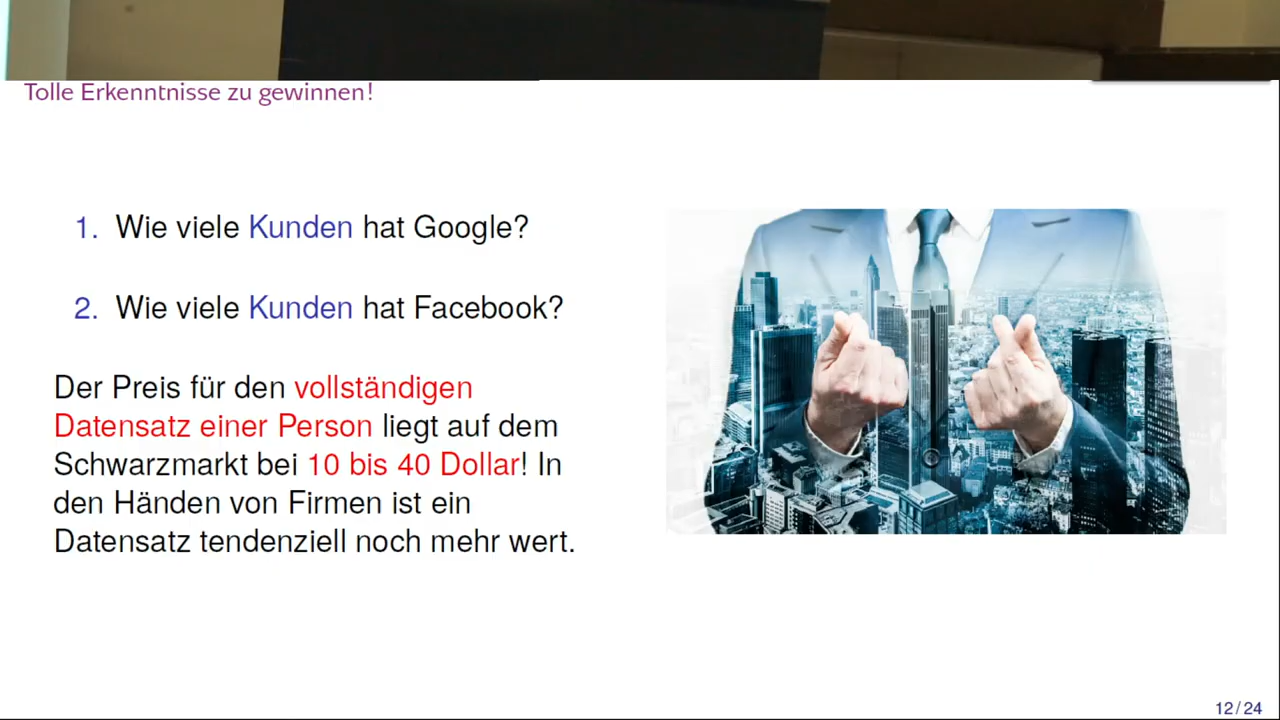 Tolle Erkenntnisse zu gewinnen!
1. Wie viele Kunden hat Google?
2. Wie viele Kunden hat Facebook?
Der Preis für den vollständigen
Datensatz einer Person liegt auf dem
Schwarzmarkt bei 10 bis 40 Dollar! In
den Händen von Firmen ist ein
Datensatz tendenziell noch mehr wert.
12 / 24